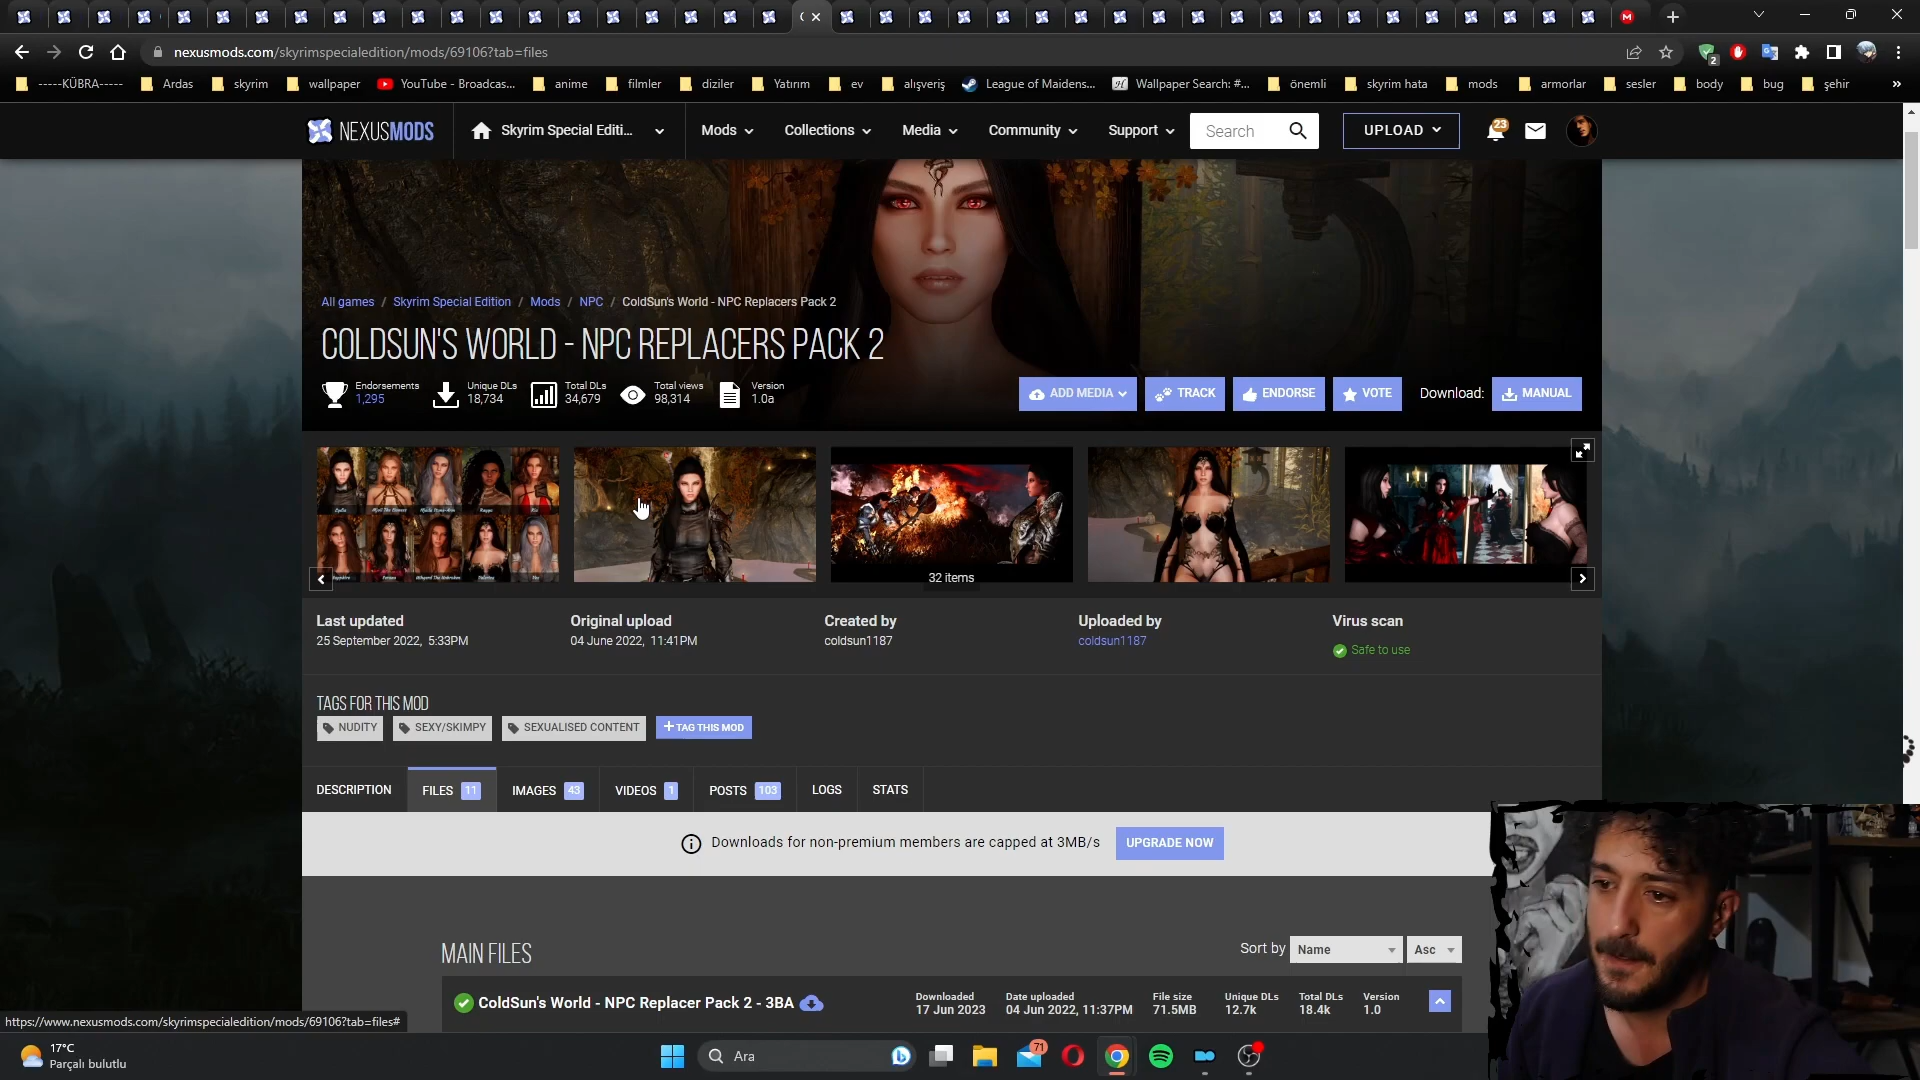 nexusmods.com/skyrimspecialedition/mods/69106?tab=files
2
-----KÜBRA----- Ardas skyrim wallpaper YouTube - Broadcas... anime filmler diziler Yatırım ev alışveriş League of Maidens... Wallpaper Search: #... önemli skyrim hata mods armorlar sesler body bug şehir »
NEXUSMODS Skyrim Special Editi... Mods Collections Media Community Support Search UPLOAD 23
All games / Skyrim Special Edition / Mods / NPC / ColdSun's World - NPC Replacers Pack 2
COLDSUN'S WORLD - NPC REPLACERS PACK 2
Endorsements Unique DLs Total DLs Total views Version
1,295 18,734 34,679 98,314 1.0a
ADD MEDIA TRACK ENDORSE VOTE Download: MANUAL
32 items
Last updated Original upload Created by Uploaded by Virus scan
25 September 2022, 5:33PM 04 June 2022, 11:41PM coldsun1187 coldsun1187 Safe to use
TAGS FOR THIS MOD
NUDITY SEXY/SKIMPY SEXUALISED CONTENT + TAG THIS MOD
DESCRIPTION FILES 11 IMAGES 43 VIDEOS 1 POSTS 103 LOGS STATS
Downloads for non-premium members are capped at 3MB/s UPGRADE NOW
MAIN FILES Sort by Name Asc
ColdSun's World - NPC Replacer Pack 2 - 3BA
Downloaded Date uploaded File size Unique DLs Total DLs Version
17 Jun 2023 04 Jun 2022, 11:37PM 71.5MB 12.7k 18.4k 1.0
https://www.nexusmods.com/skyrimspecialedition/mods/69106?tab=files#
17°C
Parçalı bulutlu
Ara
71